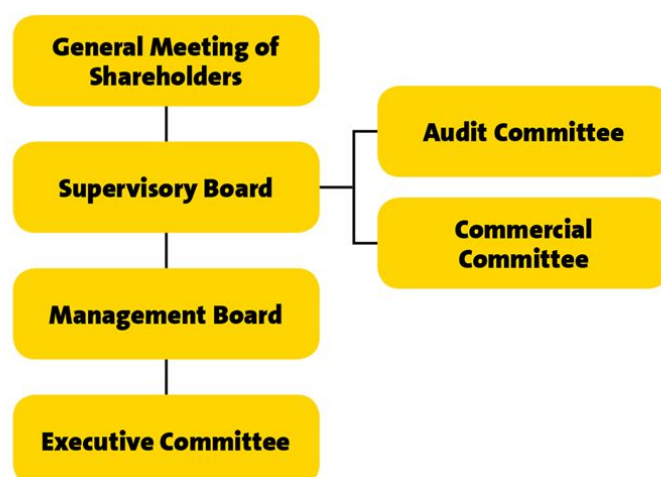 General Meeting of
Shareholders
Audit Committee
Supervisory Board
Commercial
Committee
Management Board
Executive Committee